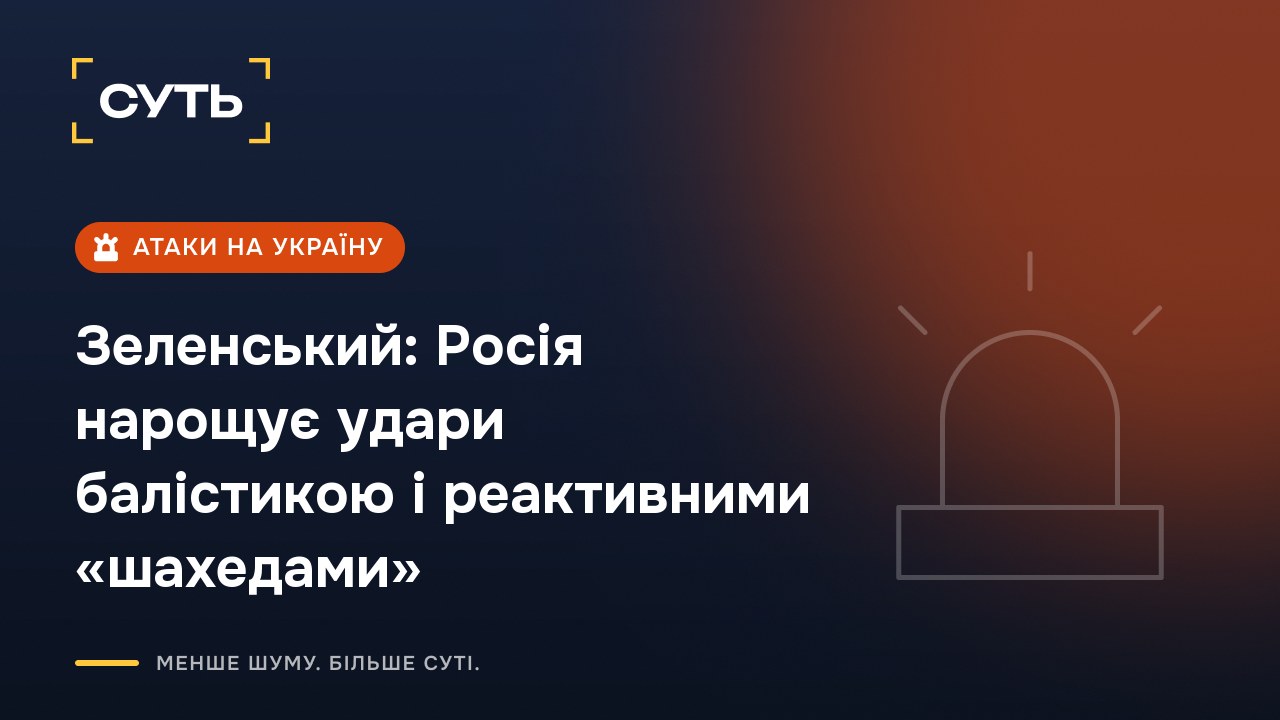 СУТЬ
АТАКИ НА УКРАЇНУ
Зеленський: Росія
нарощує удари
балістикою і реактивними
«шахедами»
МЕНШЕ ШУМУ. БІЛЬШЕ СУТІ.